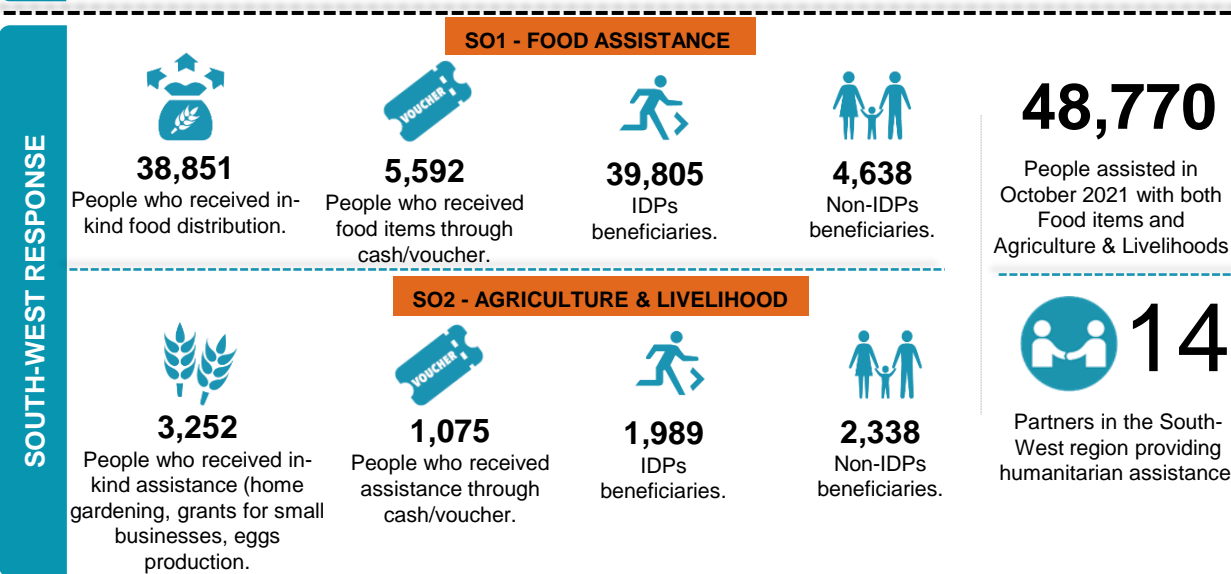 SOUTH-WEST RESPONSE
SO1 - FOOD ASSISTANCE
38,851
People who received in-
kind food distribution.
VOUCHER
5,592
People who received
food items through
cash/voucher.
39,805
IDPs
beneficiaries.
4,638
Non-IDPs
beneficiaries.
SO2 - AGRICULTURE & LIVELIHOOD
3,252
People who received in-
kind assistance (home
gardening, grants for small
businesses, eggs
production.
VOUCHER
1,075
People who received
assistance through
cash/voucher.
1,989
IDPs
beneficiaries.
2,338
Non-IDPs
beneficiaries.
48,770
People assisted in
October 2021 with both
Food items and
Agriculture & Livelihoods
14
Partners in the South-
West region providing
humanitarian assistance